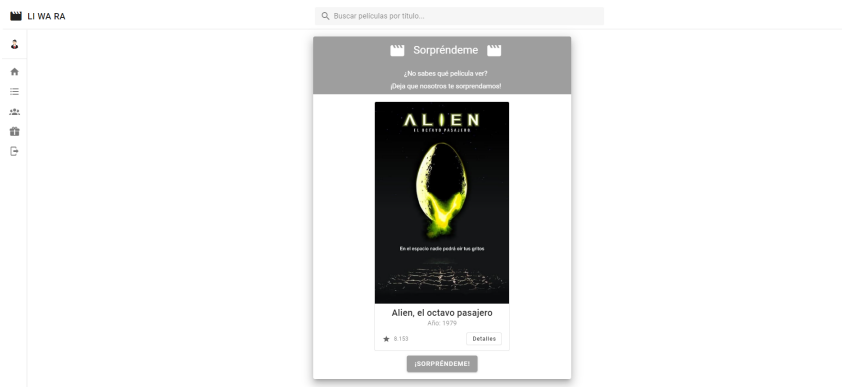 LI WA RA
Buscar películas por título...
Sorpréndeme
¿No sabes qué película ver?
¡Deja que nosotros te sorprendamos!
ALIEN
EL OCTAVO PASAJERO
En el espacio nadie podrá oír tus gritos
Alien, el octavo pasajero
Año: 1979
8.153
Detalles
¡SORPRÉNDEME!